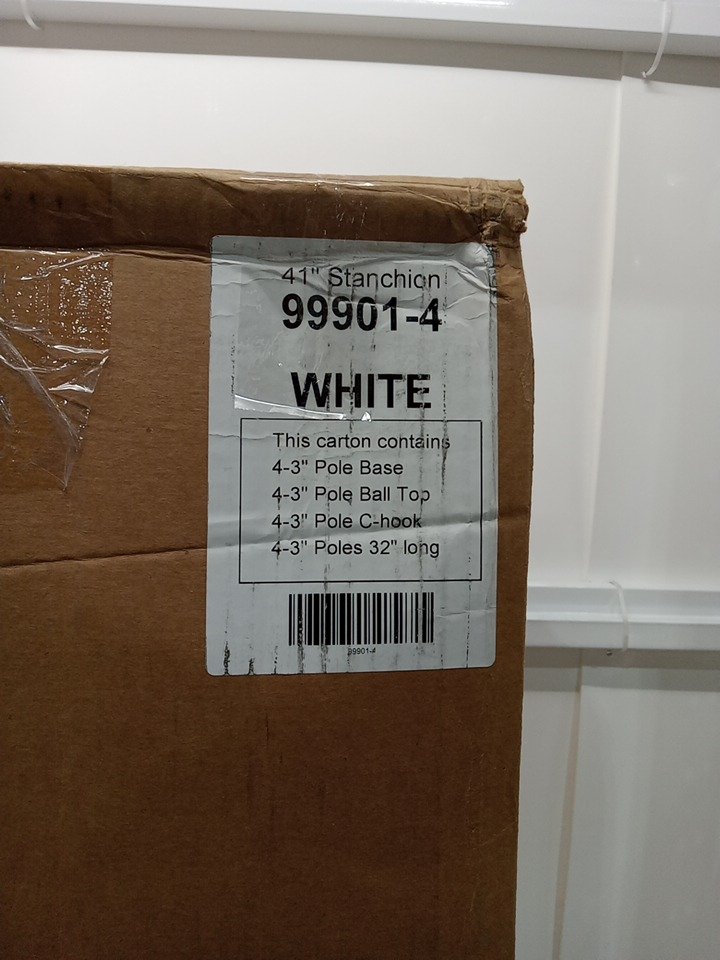 41" Stanchion
99901-4
WHITE
This carton contains
4-3" Pole Base
4-3" Pole Ball Top
4-3" Pole C-hook
4-3" Poles 32" long
99901-4